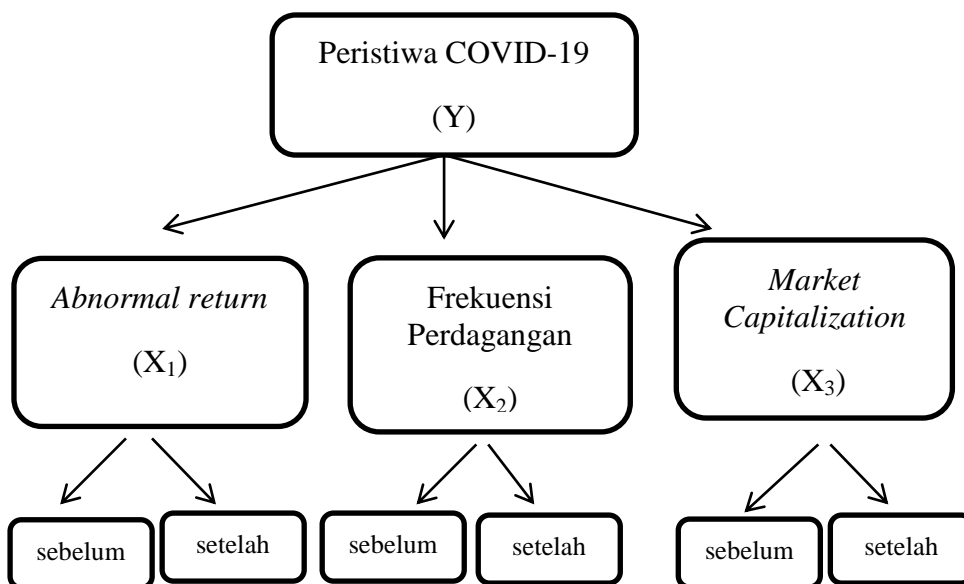 Peristiwa COVID-19
(Y)
Abnormal return
(X₁)
Frekuensi
Perdagangan
(X₂)
Market
Capitalization
(X₃)
sebelum
setelah
sebelum
setelah
sebelum
setelah